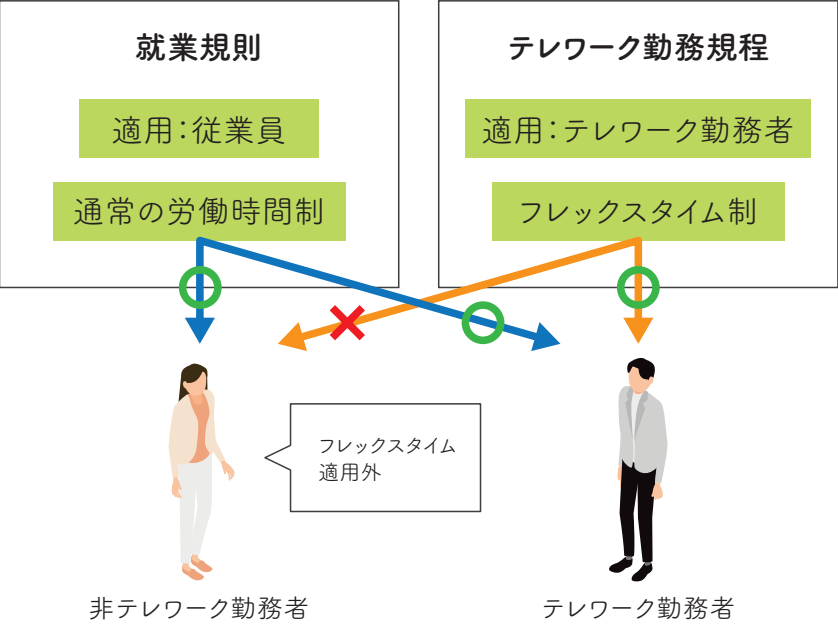 就業規則
適用：従業員
通常の労働時間制
テレワーク勤務規程
適用：テレワーク勤務者
フレックスタイム制
フレックスタイム
適用外
非テレワーク勤務者
テレワーク勤務者